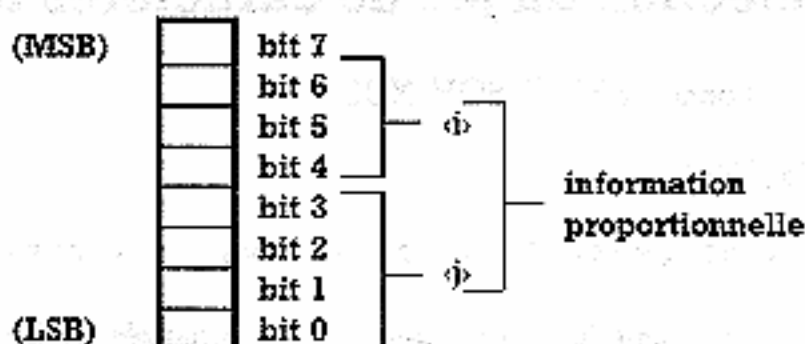 (MSB) bit 7
bit 6
bit 5
<i>
bit 4
information
bit 3
proportionnelle
bit 2
bit 1
<j>
(LSB) bit 0